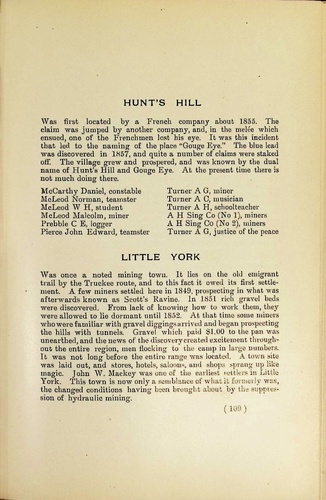 HUNT'S HILL
Was first located by a French company about 1855. The
claim was jumped by another company, and, in the melée which
ensued, one of the Frenchmen lost his eye. It was this incident
that led to the naming of the place "Gouge Eye." The blue lead
was discovered in 1857, and quite a number of claims were staked
off. The village grew and prospered, and was known by the dual
name of Hunt's Hill and Gouge Eye. At the present time there is
not much doing there.
McCarthy Daniel, constable
McLeod Norman, teamster
McLeod W H, student
McLeod Malcolm, miner
Prebble C E, logger
Pierce John Edward, teamster
Turner A G, miner
Turner A C, musician
Turner A H, schoolteacher
A H Sing Co (No 1), miners
A H Sing Co (No 2), miners
Turner A G, justice of the peace
LITTLE YORK
Was once a noted mining town. It lies on the old emigrant
trail by the Truckee route, and to this fact it owed its first settle-
ment. A few miners settled here in 1849, prospecting in what was
afterwards known as Scott's Ravine. In 1851 rich gravel beds
were discovered. From lack of knowing how to work them, they
were allowed to lie dormant until 1852. At that time some miners
who were familiar with gravel diggings arrived and began prospecting
the hills with tunnels. Gravel which paid $1.00 to the pan was
unearthed, and the news of the discovery created excitement through-
out the entire region, men flocking to the camp in large numbers.
It was not long before the entire range was located. A town site
was laid out, and stores, hotels, saloons, and shops sprang up like
magic. John W. Mackey was one of the earliest settlers in Little
York. This town is now only a semblance of what it formerly was,
the changed conditions having been brought about by the suppres-
sion of hydraulic mining.
(109)